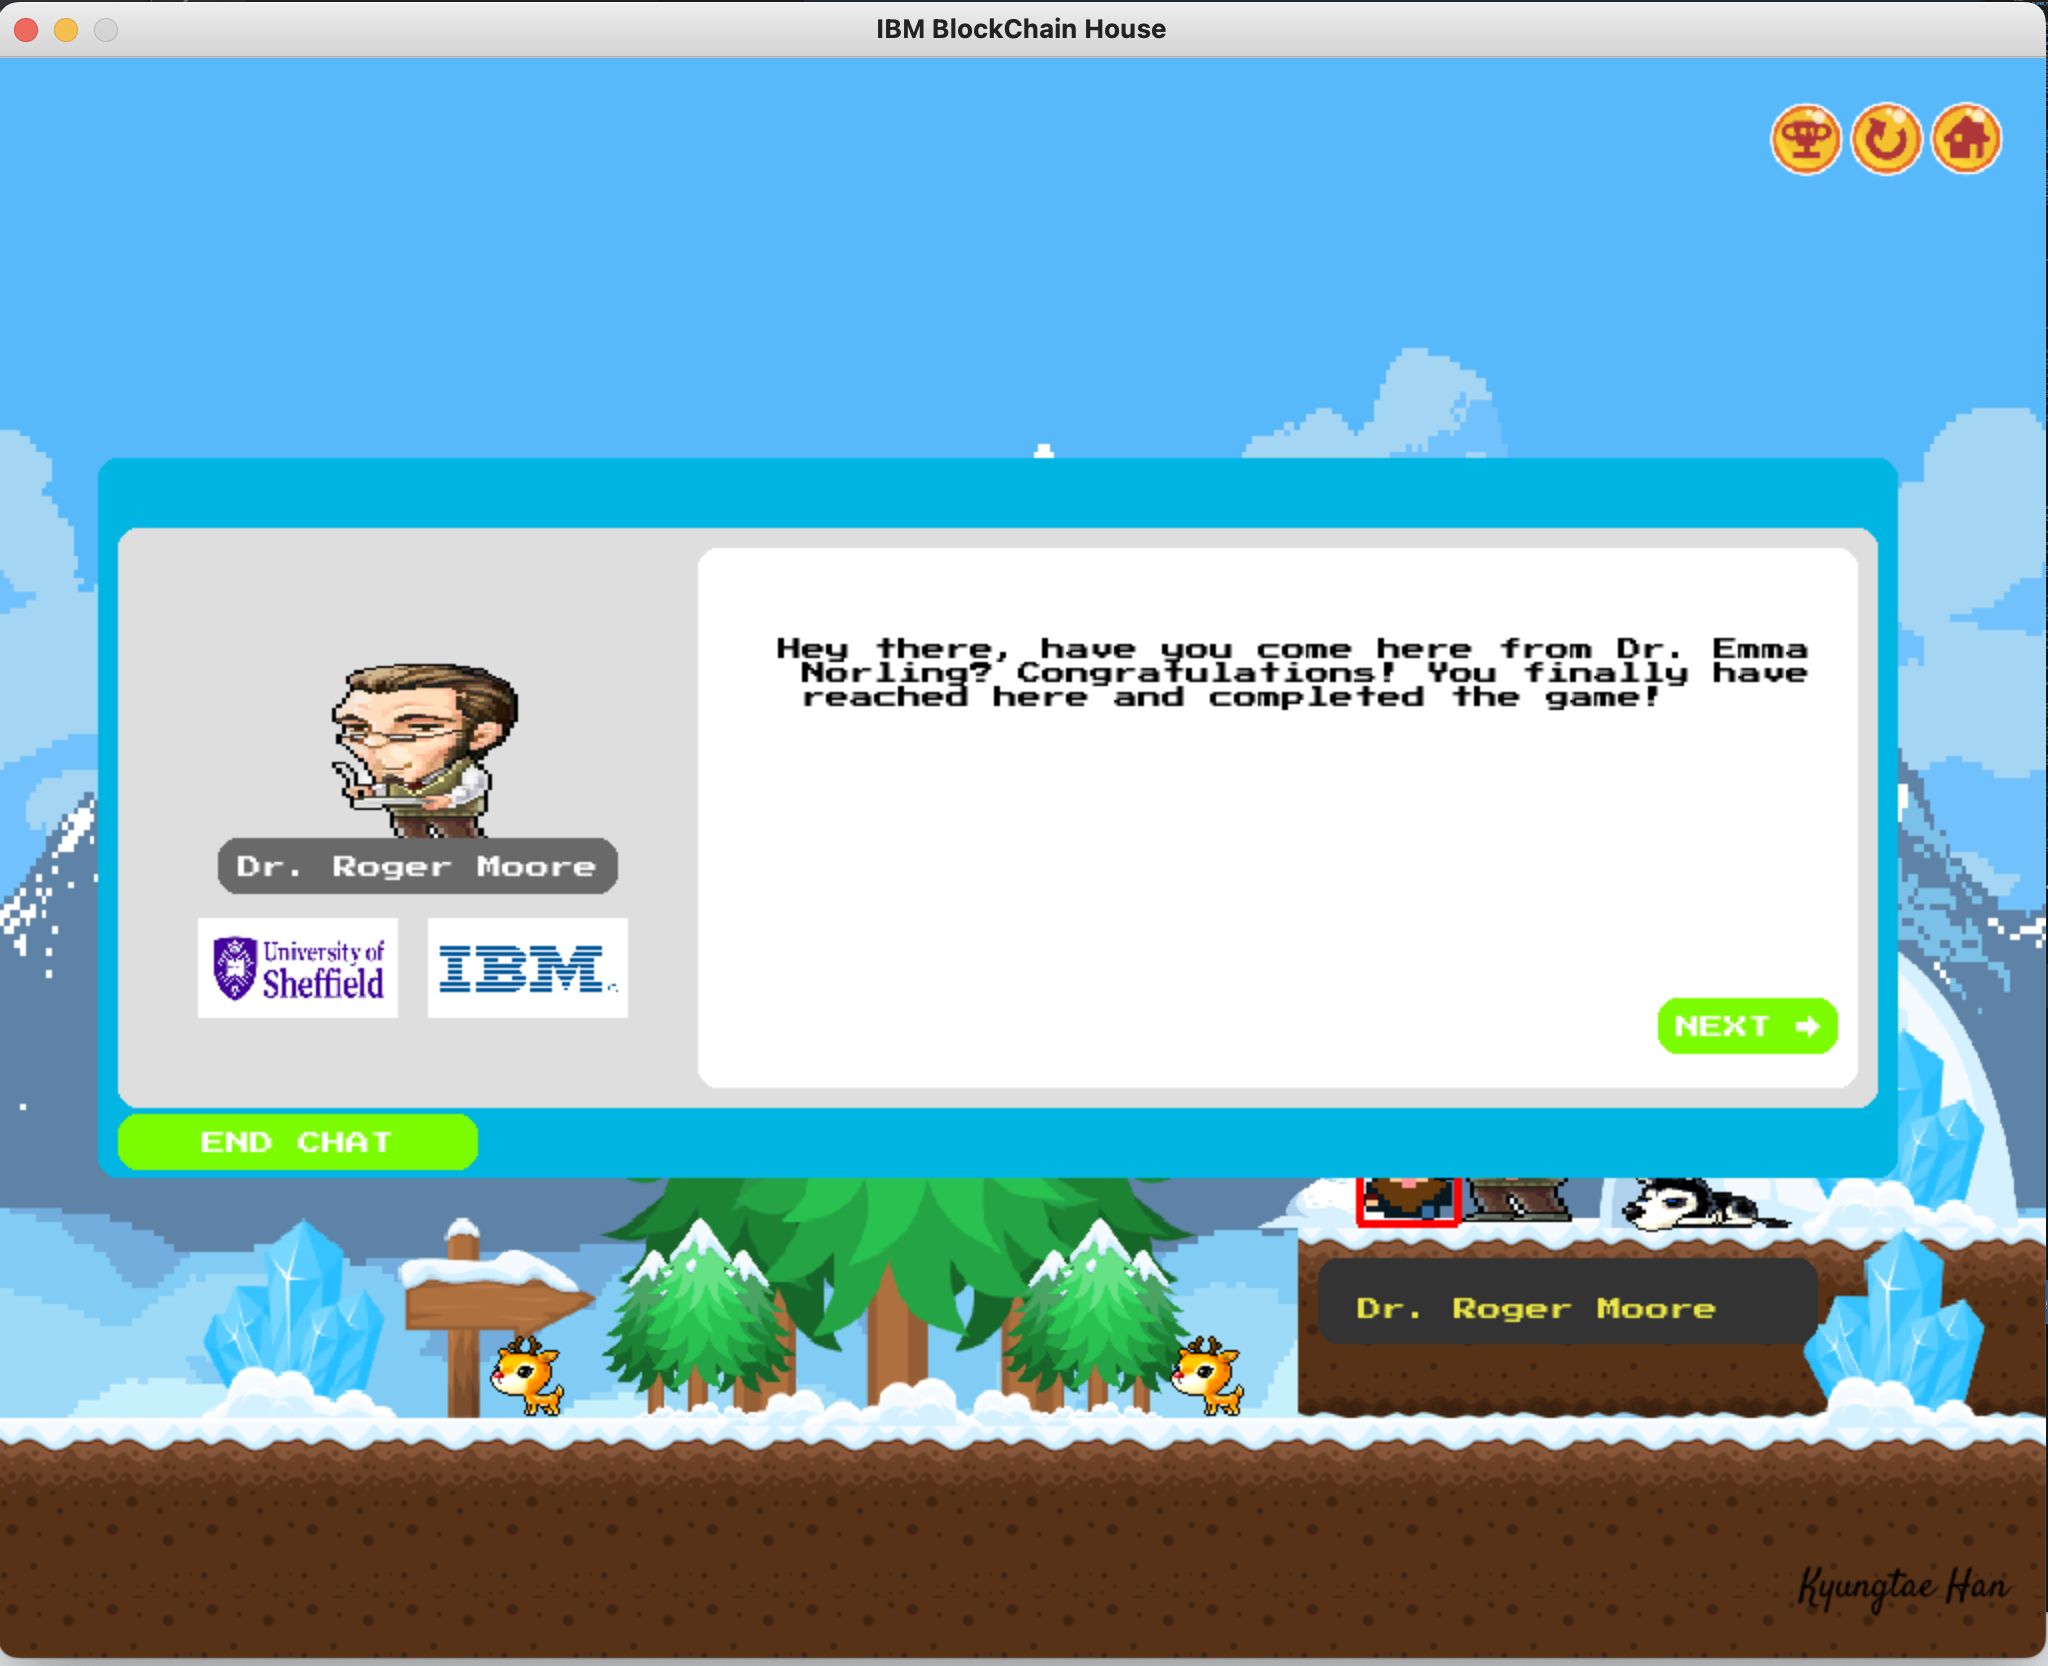 IBM BlockChain House
Hey there, have you come here from Dr. Emma
Norling? Congratulations! You finally have
reached here and completed the game!
Dr. Roger Moore
University of
Sheffield
IBM
NEXT
END CHAT
Dr. Roger Moore
Kyungtae Han